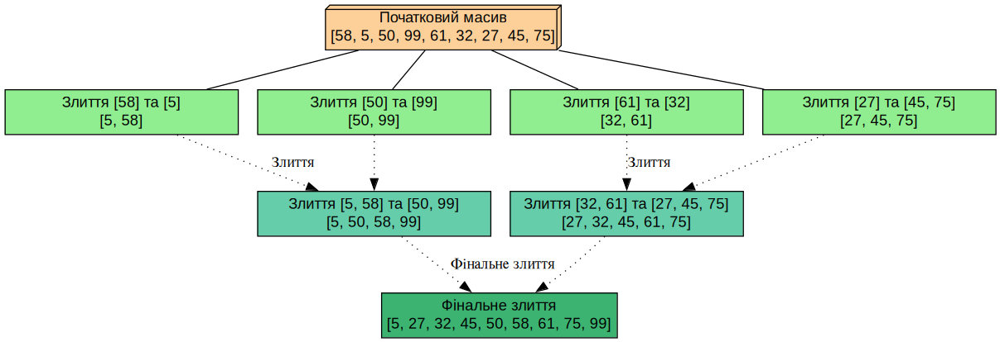 Початковий масив
[58, 5, 50, 99, 61, 32, 27, 45, 75]
Злиття [58] та [5]
[5, 58]
Злиття [50] та [99]
[50, 99]
Злиття [61] та [32]
[32, 61]
Злиття [27] та [45, 75]
[27, 45, 75]
Злиття
Злиття
Злиття [5, 58] та [50, 99]
[5, 50, 58, 99]
Злиття [32, 61] та [27, 45, 75]
[27, 32, 45, 61, 75]
Фінальне злиття
Фінальне злиття
[5, 27, 32, 45, 50, 58, 61, 75, 99]